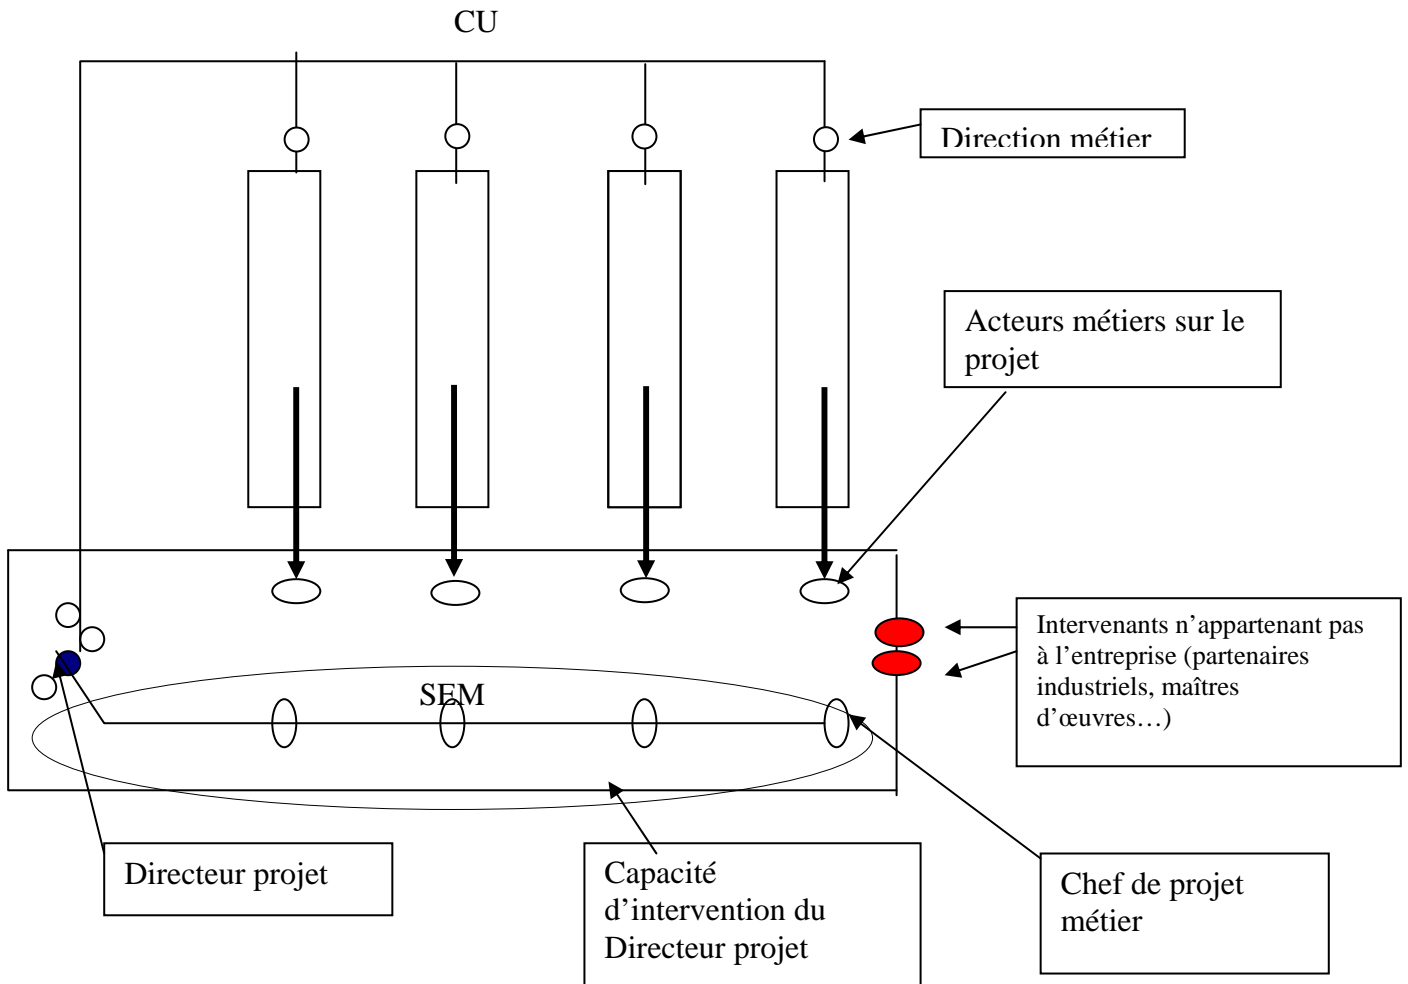 CU
Direction métier
Acteurs métiers sur le
projet
Intervenants n’appartenant pas
à l’entreprise (partenaires
industriels, maîtres
d’œuvres…)
SEM
Directeur projet
Capacité
d’intervention du
Directeur projet
Chef de projet
métier